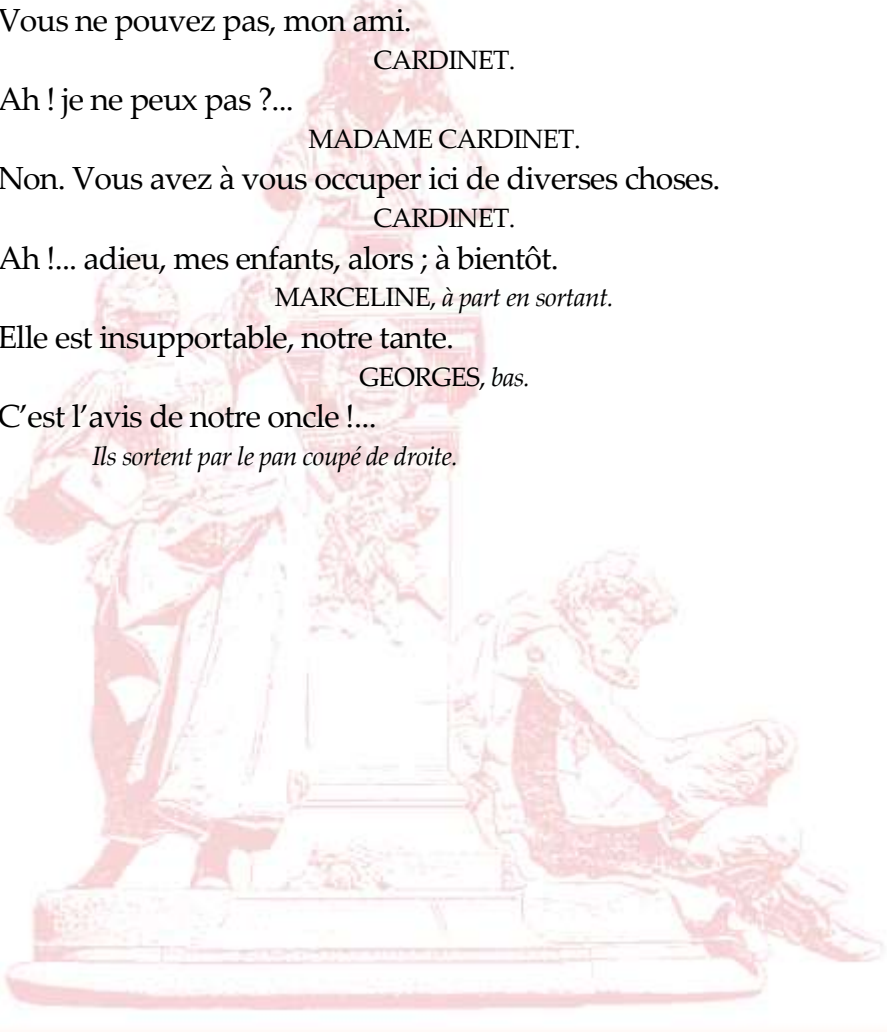 Vous ne pouvez pas, mon ami.
CARDINET.
Ah ! je ne peux pas ?...
MADAME CARDINET.
Non. Vous avez à vous occuper ici de diverses choses.
CARDINET.
Ah !... adieu, mes enfants, alors ; à bientôt.
MARCELINE, à part en sortant.
Elle est insupportable, notre tante.
GEORGES, bas.
C’est l’avis de notre oncle !...
Ils sortent par le pan coupé de droite.